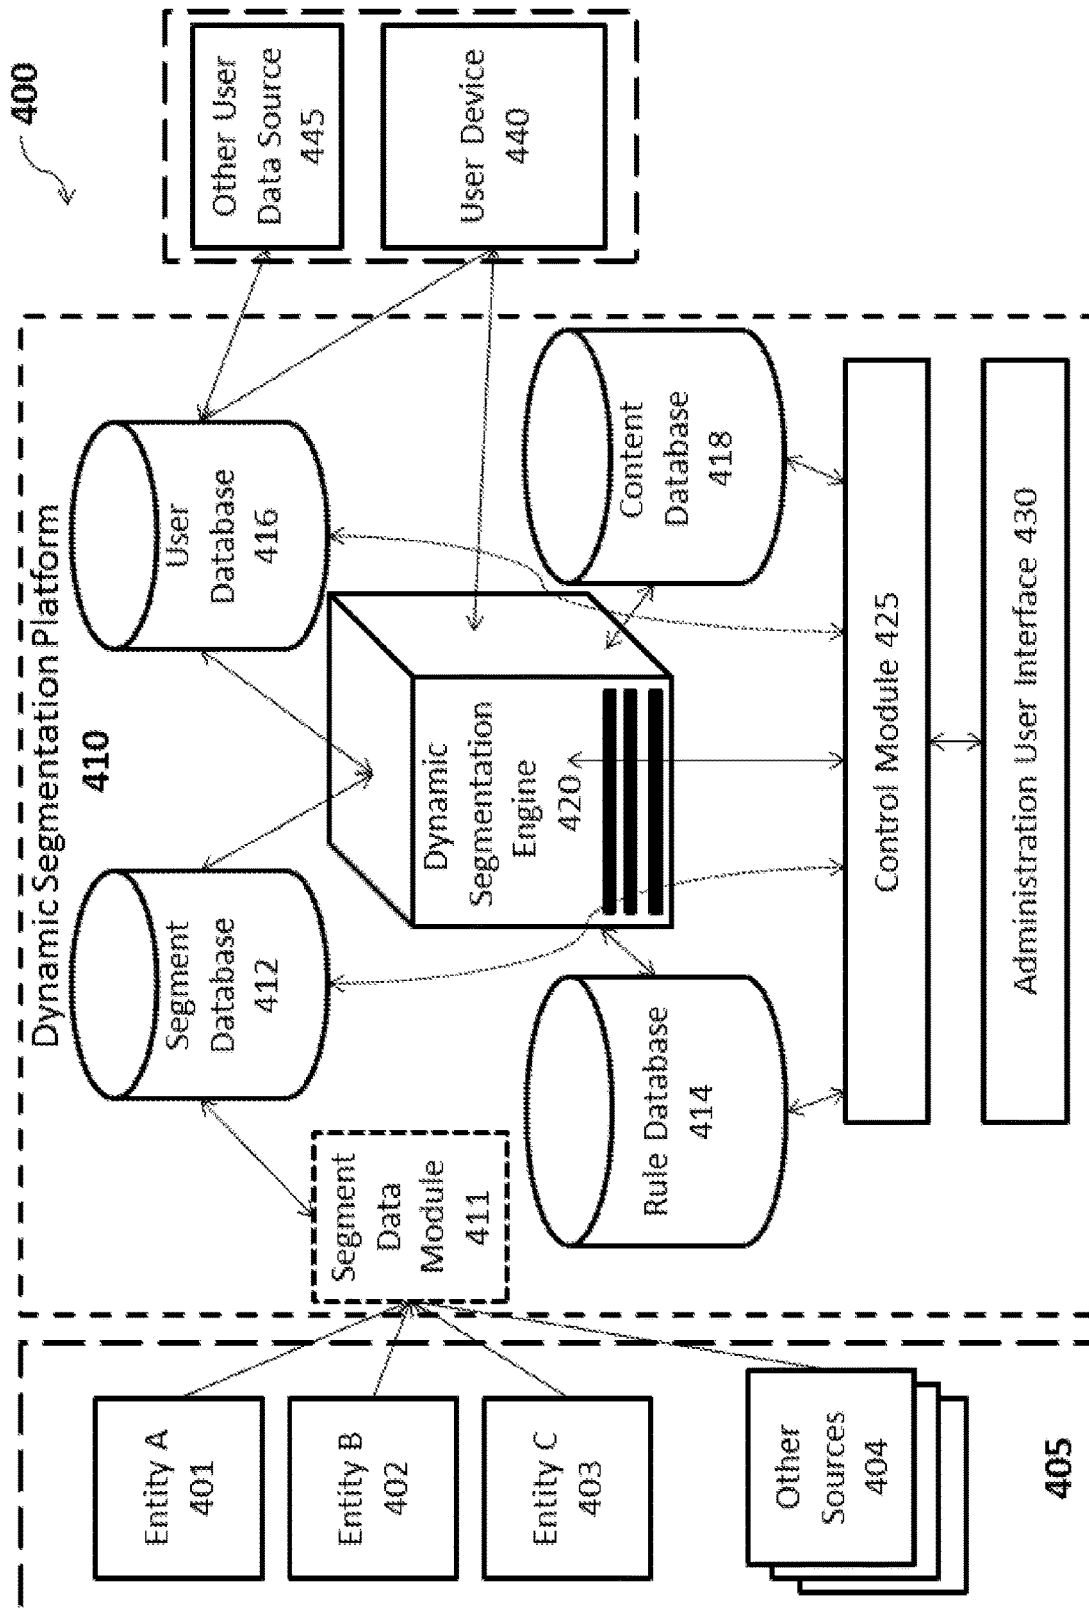 400
Dynamic Segmentation Platform
410
Entity A
401
Entity B
402
Entity C
403
Other
Sources
404
405
Segment
Data
Module
411
Segment
Database
412
User
Database
416
Rule Database
414
Dynamic
Segmentation
Engine
420
Content
Database
418
Control Module 425
Administration User Interface 430
Other User
Data Source
445
User Device
440